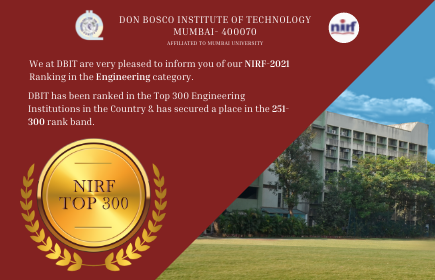 DON BOSCO INSTITUTE OF TECHNOLOGY
MUMBAI- 400070
AFFILIATED TO MUMBAI UNIVERSITY
nirf
We at DBIT are very pleased to inform you of our NIRF-2021
Ranking in the Engineering category.
DBIT has been ranked in the Top 300 Engineering
Institutions in the Country & has secured a place in the 251-
300 rank band.
NIRF
TOP 300